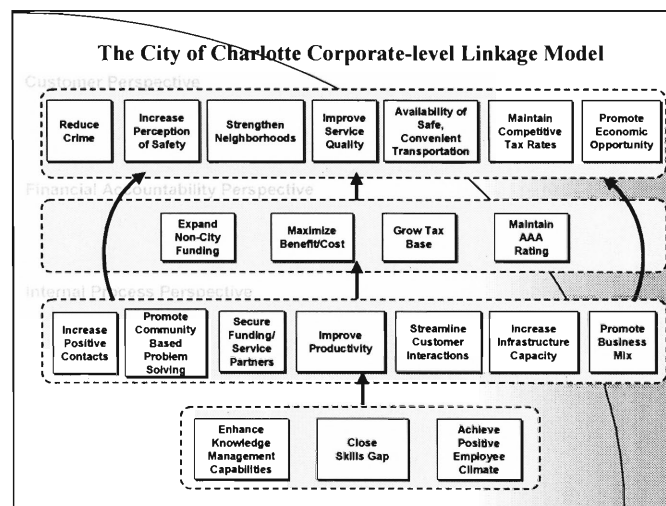 The City of Charlotte Corporate-level Linkage Model
Customer Perspective
Reduce
Crime
Increase
Perception
of Safety
Strengthen
Neighborhoods
Improve
Service
Quality
Availability of
Safe,
Convenient
Transportation
Maintain
Competitive
Tax Rates
Promote
Economic
Opportunity
Financial Accountability Perspective
Expand
Non-City
Funding
Maximize
Benefit/Cost
Grow Tax
Base
Maintain
AAA
Rating
Internal Process Perspective
Increase
Positive
Contacts
Promote
Community
Based
Problem
Solving
Secure
Funding/
Service
Partners
Improve
Productivity
Streamline
Customer
Interactions
Increase
Infrastructure
Capacity
Promote
Business
Mix
Enhance
Knowledge
Management
Capabilities
Close
Skills Gap
Achieve
Positive
Employee
Climate